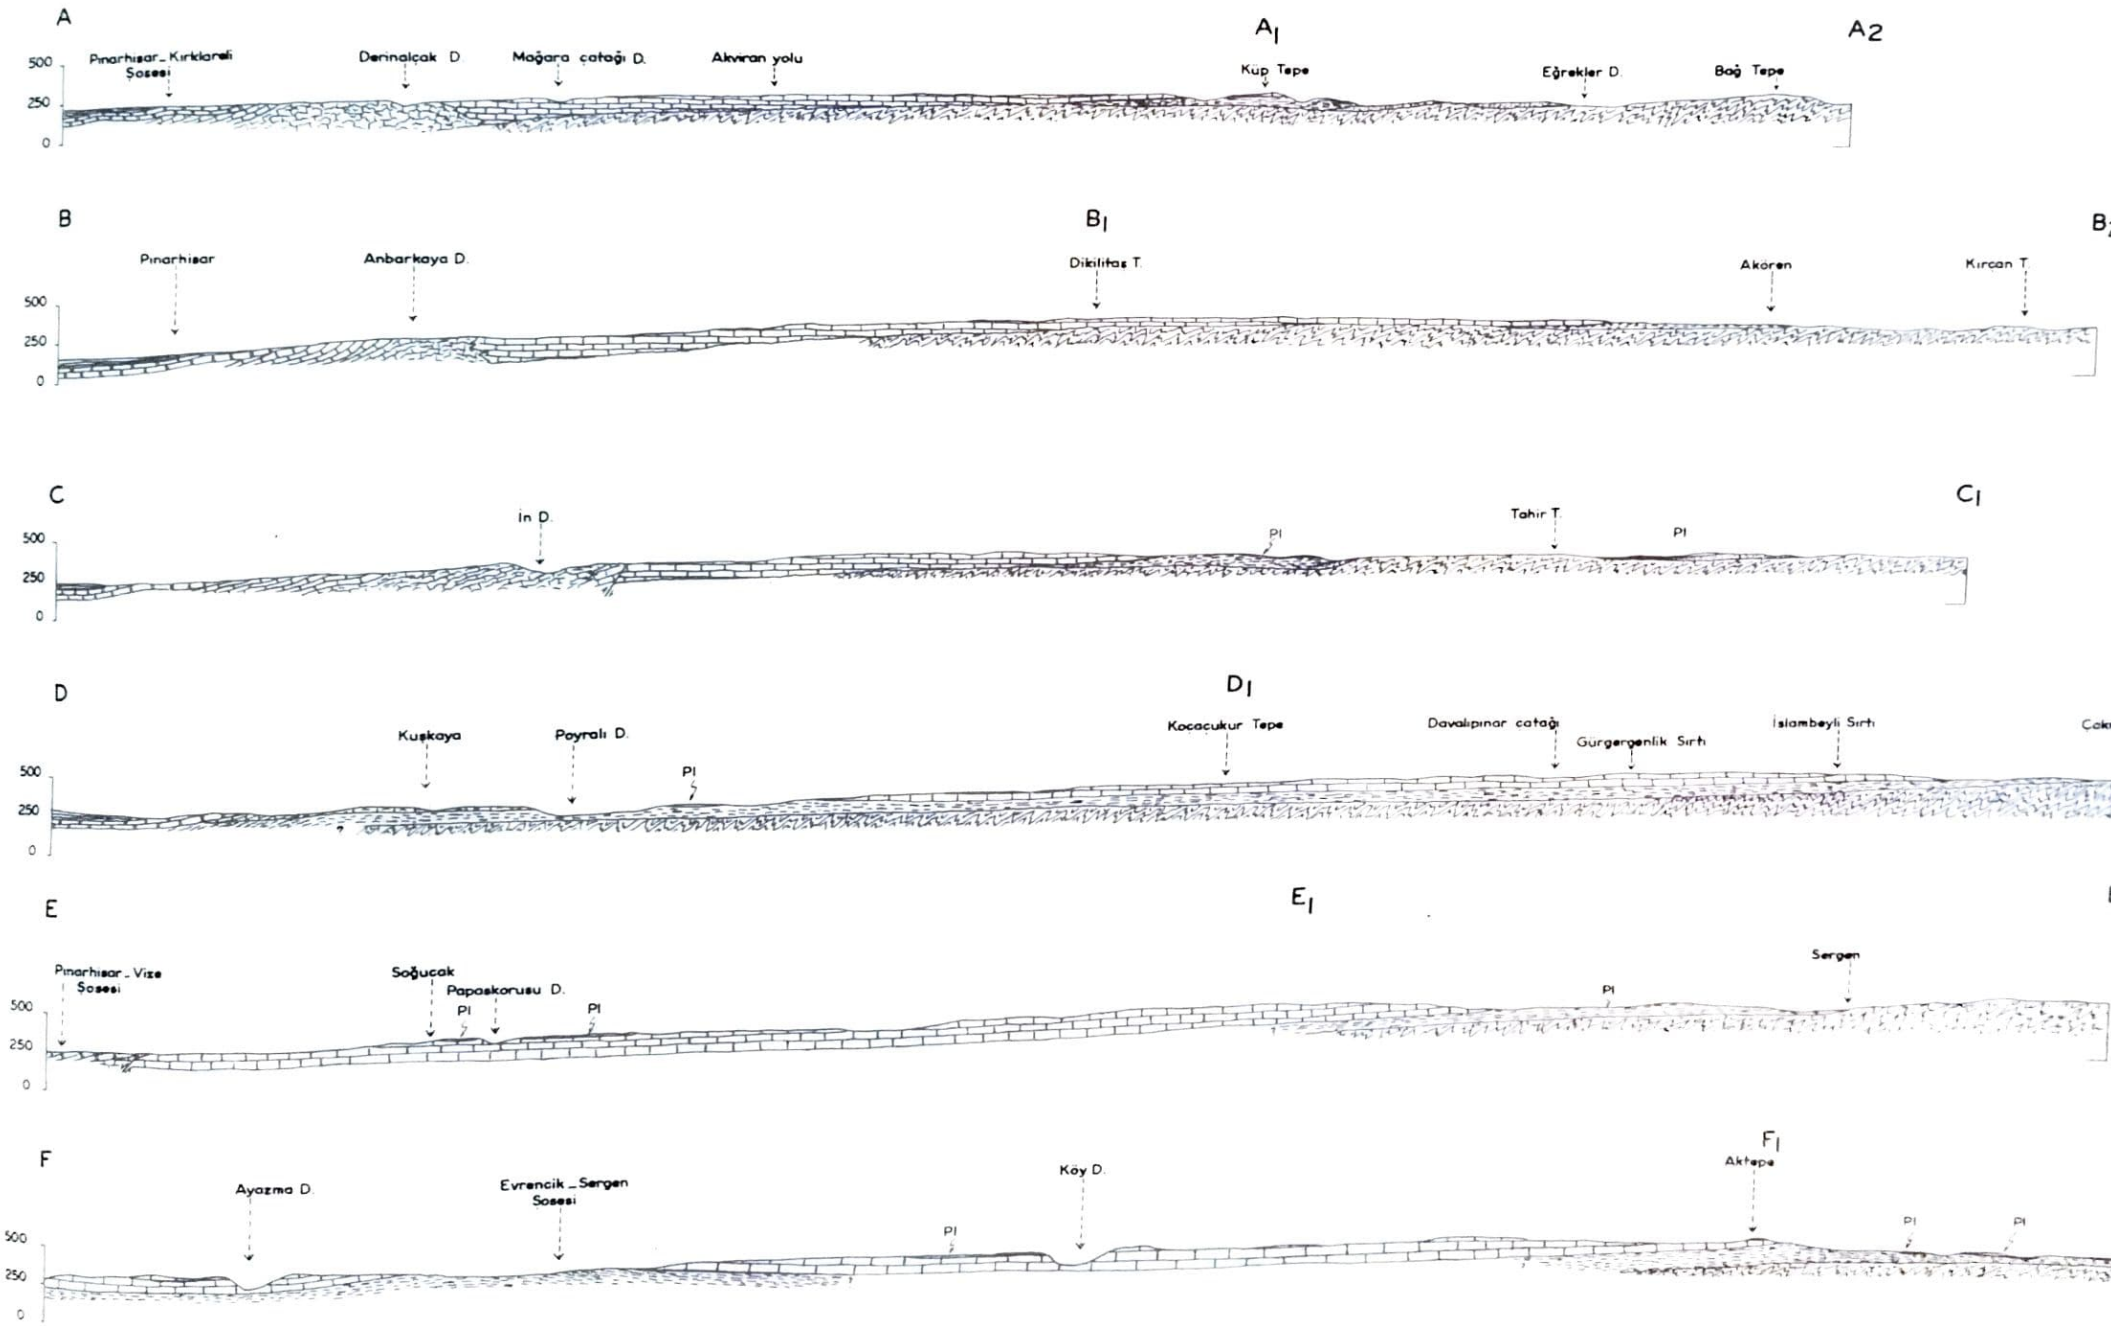 A A1 A2
Pınarhisar_Kırklareli
Şosesi
Derinalçak D.
Mağara çatağı D.
Akviran yolu
Küp Tepe
Eğrekler D.
Bağ Tepe
500
250
0
B B1
Pınarhisar
Anbarkaya D.
Dikilitaş T.
Akören
Kırcan T.
500
250
0
C C1
İn D.
Pl
Tahir T.
Pl
500
250
0
D D1
Kuşkaya
Poyralı D.
Pl
Kocaçukur Tepe
Davalıpınar çatağı
Gürgergenlik Sırtı
İslambeyli Sırtı
500
250
0
E E1
Pınarhisar_Vize
Şosesi
Soğucak
Papaskorusu D.
Pl
Pl
Pl
Sergen
500
250
0
F F1
Ayazma D.
Evrencik_Sergen
Şosesi
Pl
Köy D.
Aktepe
Pl
Pl
500
250
0